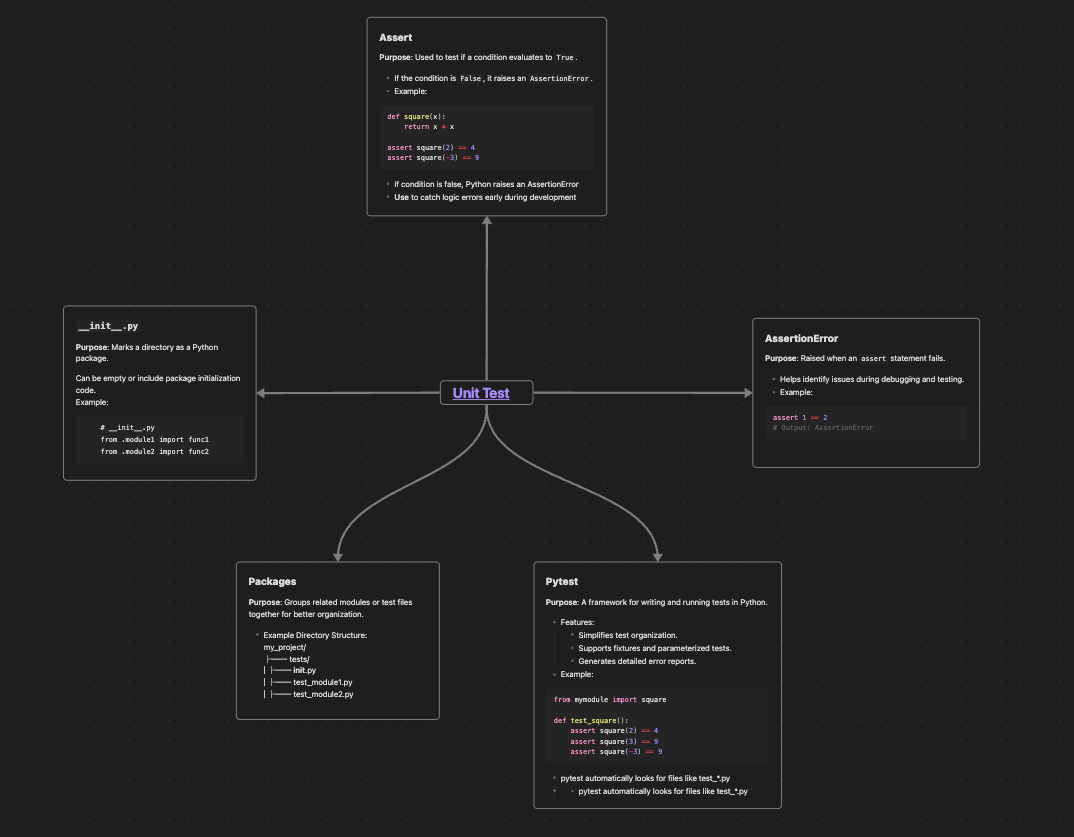 Assert
Purpose: Used to test if a condition evaluates to True.
• If the condition is False, it raises an AssertionError.
• Example:
def square(x):
    return x * x
assert square(2) == 4
assert square(-3) == 9
• If condition is false, Python raises an AssertionError
• Use to catch logic errors early during development
__init__.py
Purpose: Marks a directory as a Python
package.
Can be empty or include package initialization
code.
Example:
# __init__.py
from .module1 import func1
from .module2 import func2
Unit Test
AssertionError
Purpose: Raised when an assert statement fails.
• Helps identify issues during debugging and testing.
• Example:
assert 1 == 2
# Output: AssertionError
Packages
Purpose: Groups related modules or test files
together for better organization.
• Example Directory Structure:
my_project/
├── tests/
│ ├── init.py
│ ├── test_module1.py
│ ├── test_module2.py
Pytest
Purpose: A framework for writing and running tests in Python.
• Features:
• Simplifies test organization.
• Supports fixtures and parameterized tests.
• Generates detailed error reports.
• Example:
from mymodule import square
def test_square():
    assert square(2) == 4
    assert square(3) == 9
    assert square(-3) == 9
• pytest automatically looks for files like test_*.py
• • pytest automatically looks for files like test_*.py